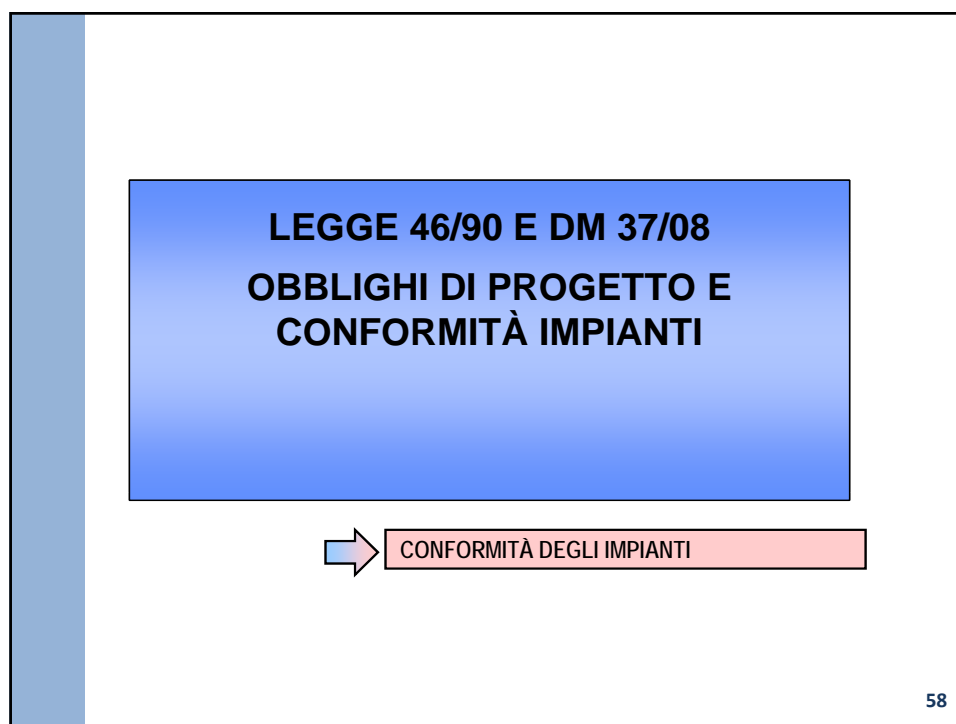 LEGGE 46/90 E DM 37/08
OBBLIGHI DI PROGETTO E
CONFORMITÀ IMPIANTI
CONFORMITÀ DEGLI IMPIANTI
58